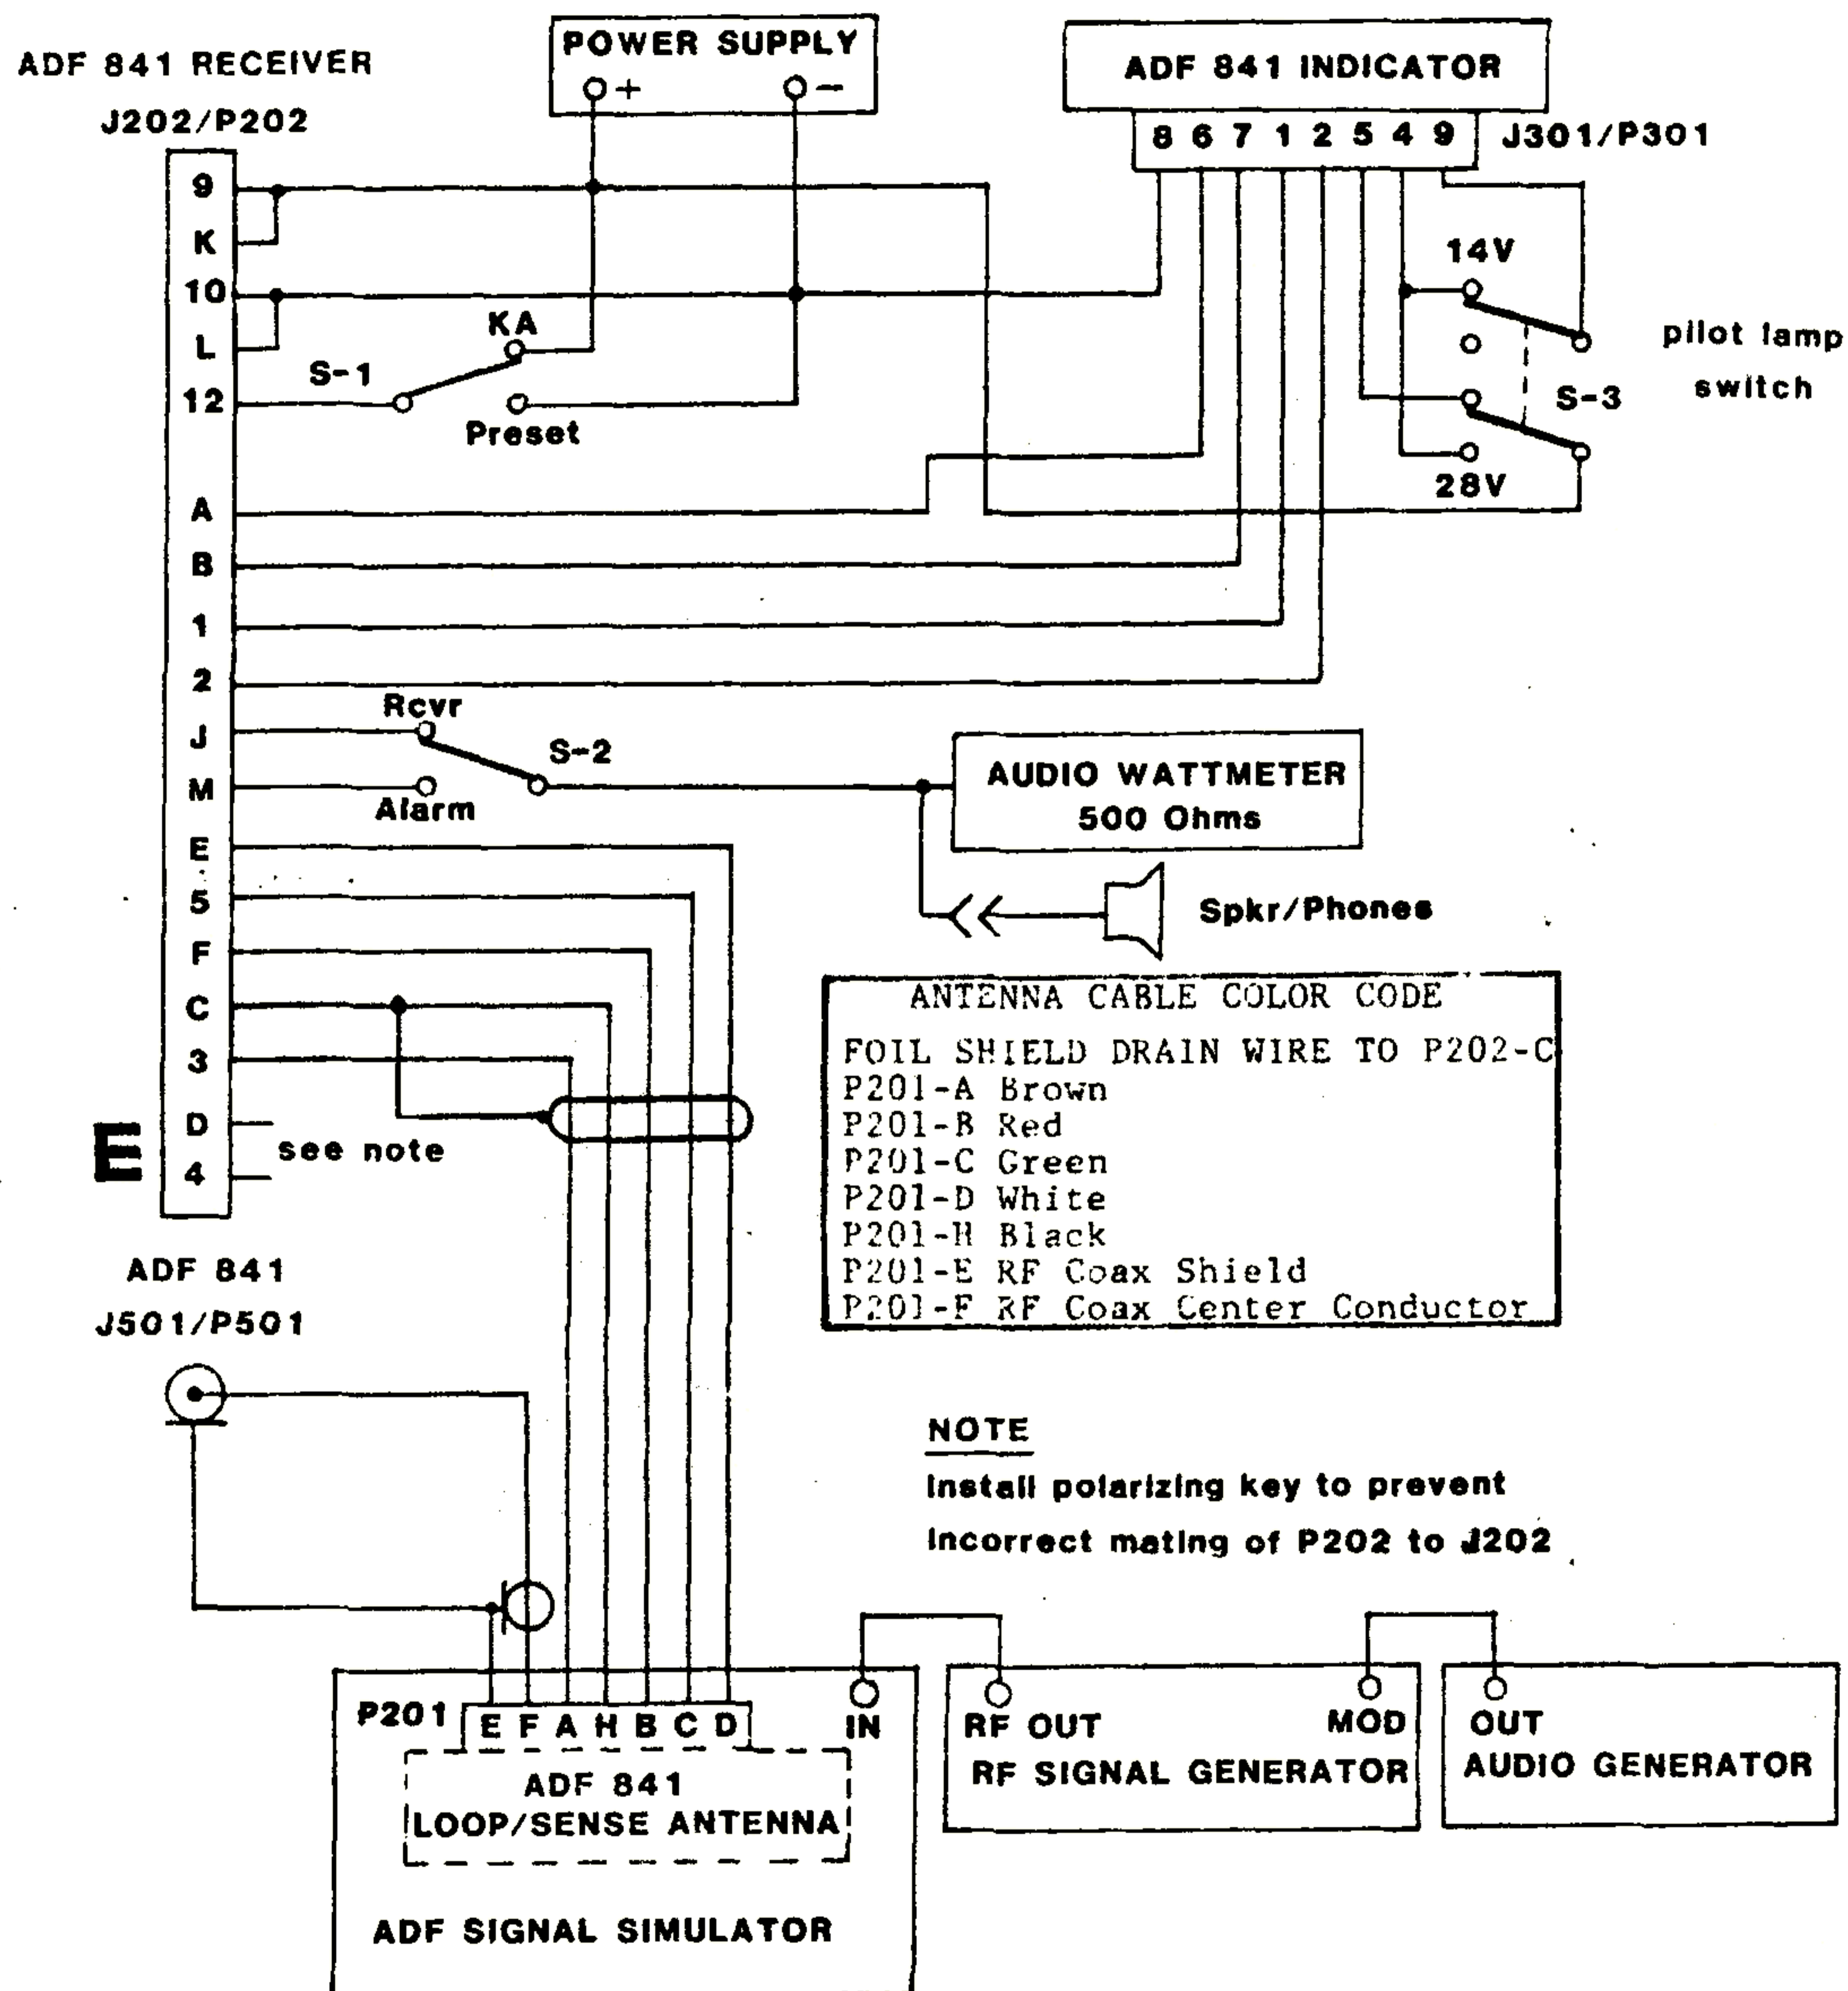 ADF 841 RECEIVER
J202/P202
POWER SUPPLY
+
−
ADF 841 INDICATOR
8 6 7 1 2 5 4 9
J301/P301
9
K
10
L
12
A
B
1
2
J
M
E
5
F
C
3
D
4
S-1
KA
Preset
14V
28V
S-3
pilot lamp
switch
Rcvr
S-2
Alarm
AUDIO WATTMETER
500 Ohms
Spkr/Phones
ANTENNA CABLE COLOR CODE
FOIL SHIELD DRAIN WIRE TO P202-C
P201-A Brown
P201-B Red
P201-C Green
P201-D White
P201-H Black
P201-E RF Coax Shield
P201-F RF Coax Center Conductor
E
see note
ADF 841
J501/P501
NOTE
Install polarizing key to prevent
incorrect mating of P202 to J202
P201
E F A H B C D
IN
ADF 841
LOOP/SENSE ANTENNA
ADF SIGNAL SIMULATOR
RF OUT
MOD
RF SIGNAL GENERATOR
OUT
AUDIO GENERATOR